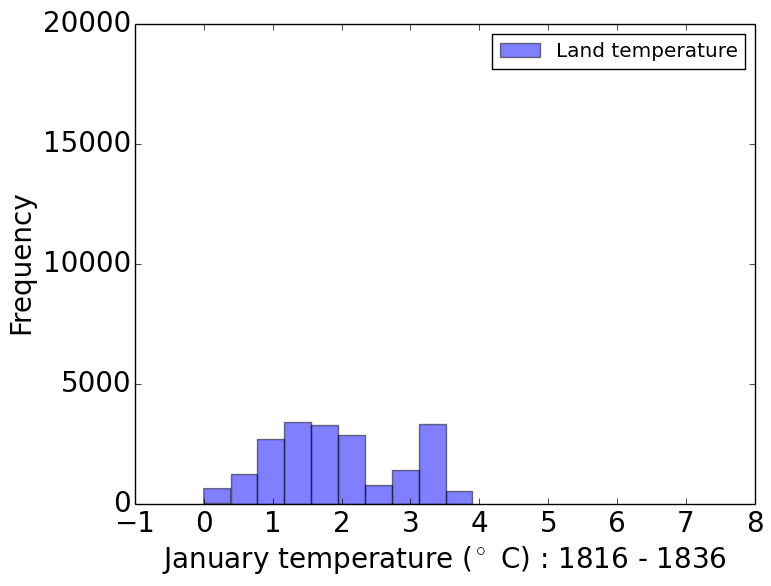 20000
Land temperature
15000
Frequency
10000
5000
0
−1 0 1 2 3 4 5 6 7 8
January temperature (° C) : 1816 - 1836